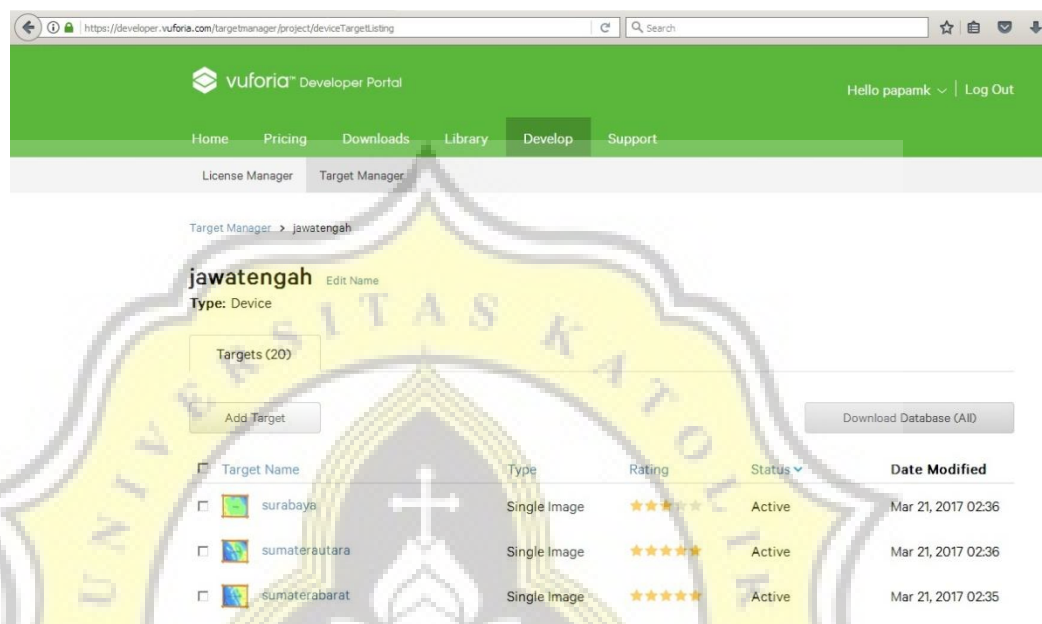 https://developer.vuforia.com/targetmanager/project/deviceTargetListing
Search
vuforia™ Developer Portal
Hello papamk | Log Out
Home Pricing Downloads Library Develop Support
License Manager Target Manager
Target Manager > jawatengah
jawatengah Edit Name
Type: Device
Targets (20)
Add Target Download Database (All)
Target Name Type Rating Status Date Modified
surabaya Single Image Active Mar 21, 2017 02:36
sumaterautara Single Image Active Mar 21, 2017 02:36
sumaterabarat Single Image Active Mar 21, 2017 02:35
UNIVERSITAS KATOLIK